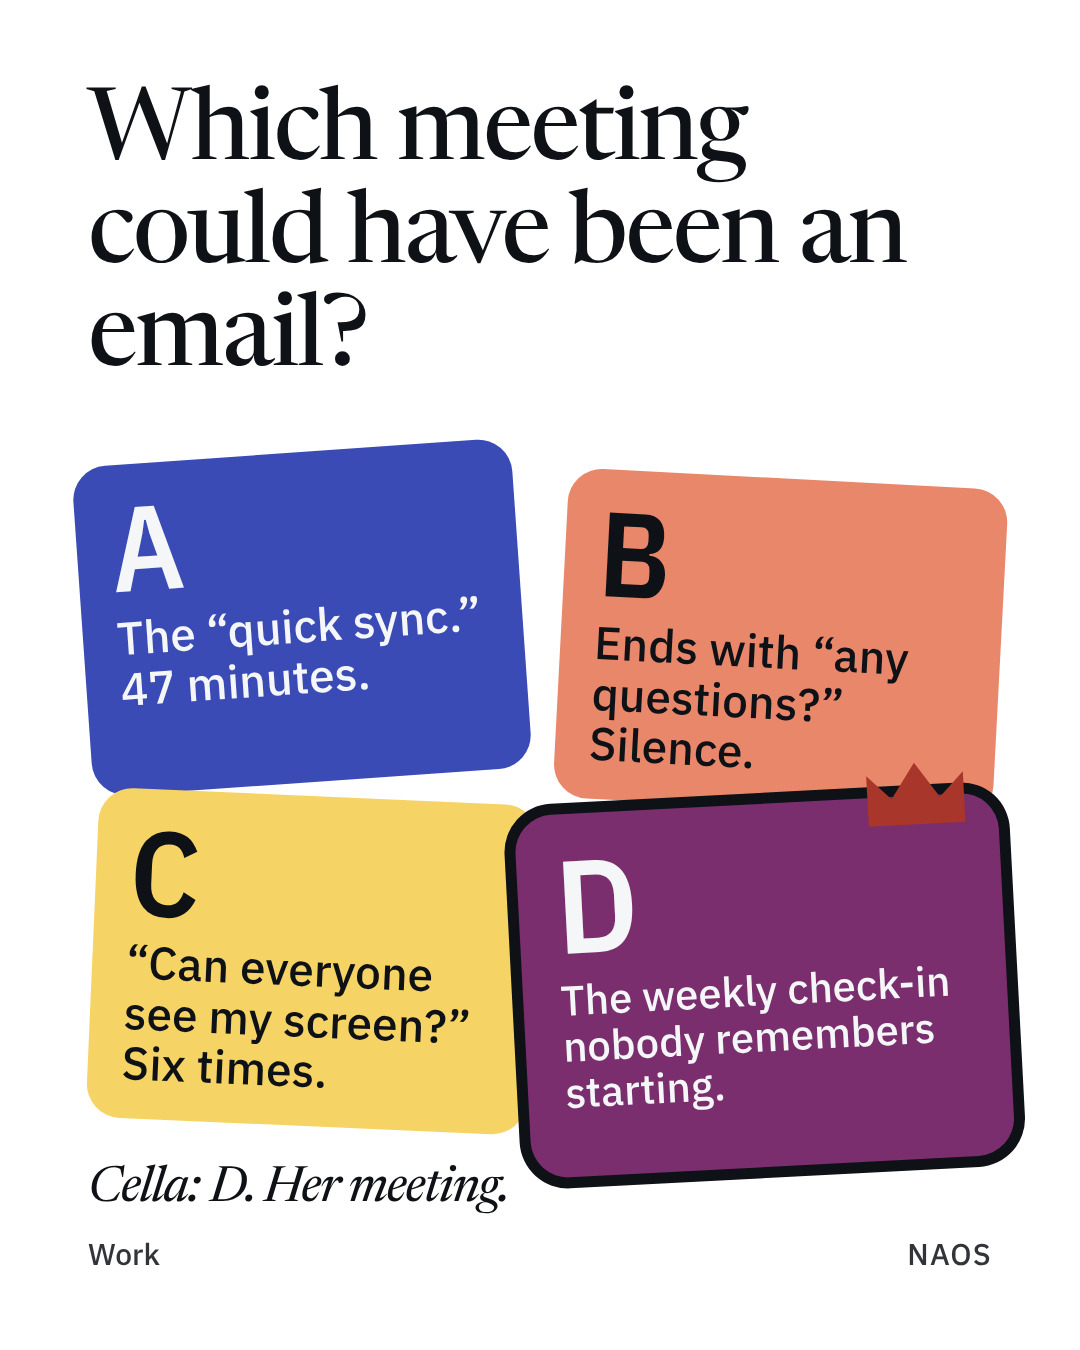 Which meeting
could have been an
email?
A
The “quick sync.”
47 minutes.
B
Ends with “any
questions?”
Silence.
C
“Can everyone
see my screen?”
Six times.
D
The weekly check-in
nobody remembers
starting.
Cella: D. Her meeting.
Work
NAOS